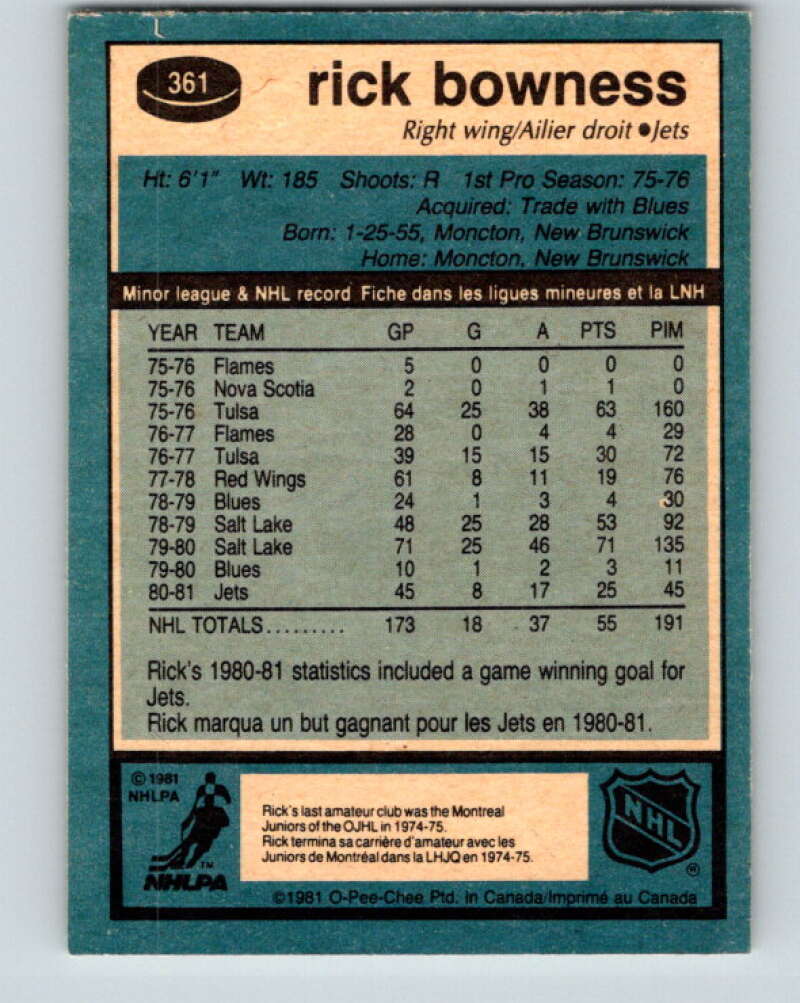 361
rick bowness
Right wing/Ailier droit ● Jets
Ht: 6'1" Wt: 185 Shoots: R 1st Pro Season: 75-76
Acquired: Trade with Blues
Born: 1-25-55, Moncton, New Brunswick
Home: Moncton, New Brunswick
Minor league & NHL record Fiche dans les ligues mineures et la LNH
YEAR TEAM GP G A PTS PIM
75-76 Flames 5 0 0 0 0
75-76 Nova Scotia 2 0 1 1 0
75-76 Tulsa 64 25 38 63 160
76-77 Flames 28 0 4 4 29
76-77 Tulsa 39 15 15 30 72
77-78 Red Wings 61 8 11 19 76
78-79 Blues 24 1 3 4 30
78-79 Salt Lake 48 25 28 53 92
79-80 Salt Lake 71 25 46 71 135
79-80 Blues 10 1 2 3 11
80-81 Jets 45 8 17 25 45
NHL TOTALS......... 173 18 37 55 191
Rick's 1980-81 statistics included a game winning goal for
Jets.
Rick marqua un but gagnant pour les Jets en 1980-81.
© 1981
NHLPA
TM
NHLPA
Rick's last amateur club was the Montreal
Juniors of the OJHL in 1974-75.
Rick termina sa carrière d'amateur avec les
Juniors de Montréal dans la LHJQ en 1974-75.
NHL
©1981 O-Pee-Chee Ptd. in Canada/Imprimé au Canada